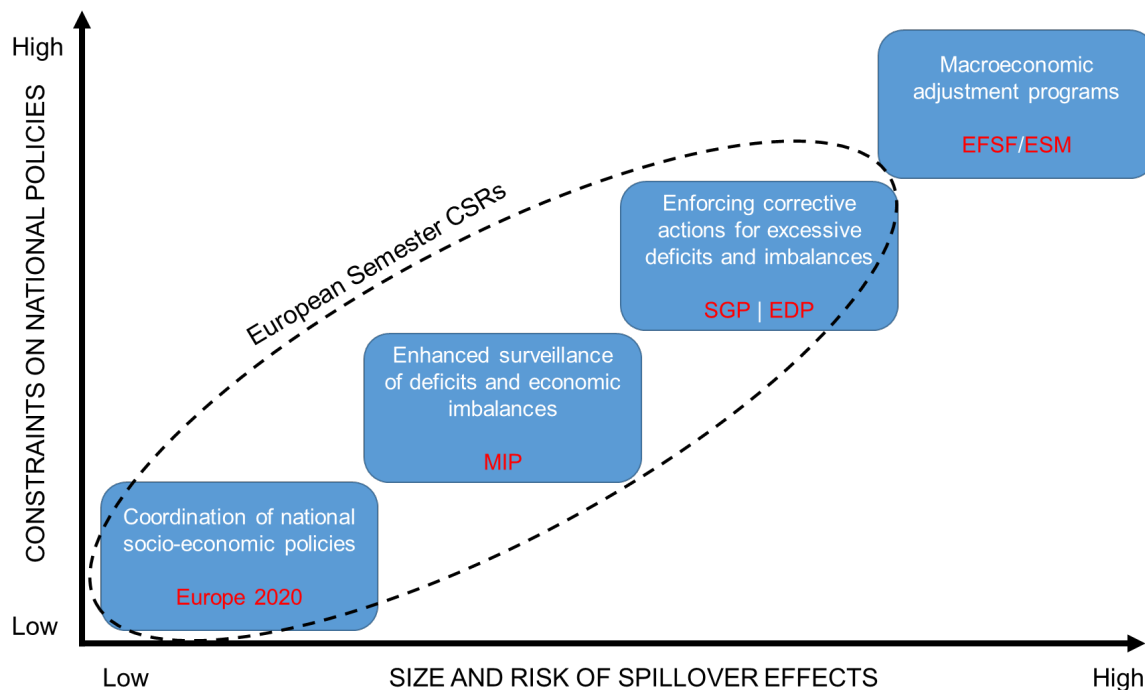 High
CONSTRAINTS ON NATIONAL POLICIES
Low
Macroeconomic
adjustment programs
EFSF/ESM
European Semester CSRs
Enforcing corrective
actions for excessive
deficits and imbalances
SGP | EDP
Enhanced surveillance
of deficits and economic
imbalances
MIP
Coordination of national
socio-economic policies
Europe 2020
Low
SIZE AND RISK OF SPILLOVER EFFECTS
High